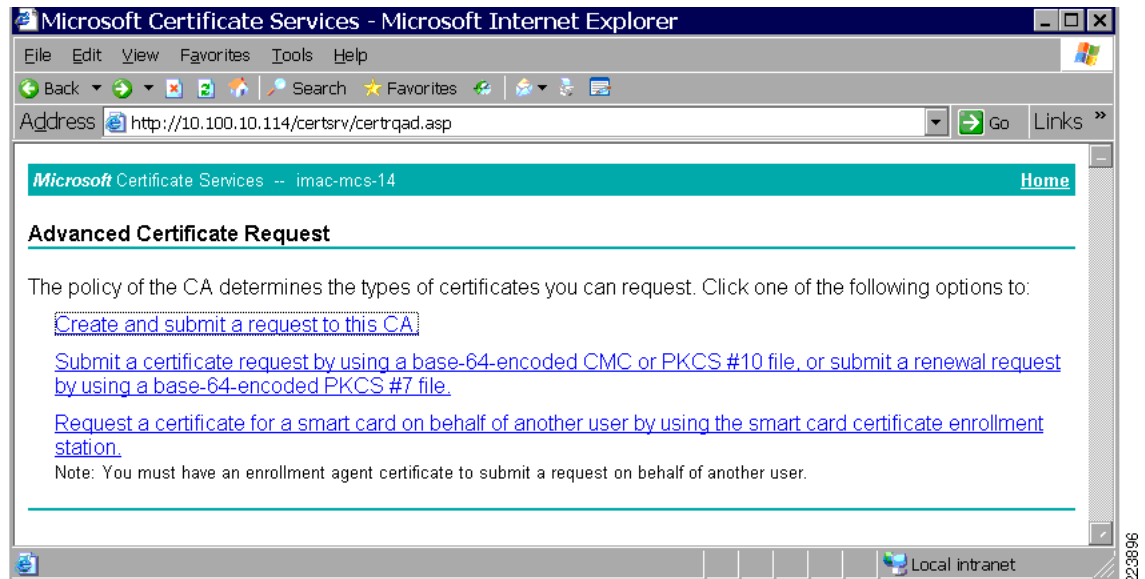 Microsoft Certificate Services - Microsoft Internet Explorer
File Edit View Favorites Tools Help
Back Search Favorites
Address http://10.100.10.114/certsrv/certrqad.asp Go Links »
Microsoft Certificate Services -- imac-mcs-14 Home
Advanced Certificate Request
The policy of the CA determines the types of certificates you can request. Click one of the following options to:
Create and submit a request to this CA.
Submit a certificate request by using a base-64-encoded CMC or PKCS #10 file, or submit a renewal request
by using a base-64-encoded PKCS #7 file.
Request a certificate for a smart card on behalf of another user by using the smart card certificate enrollment
station.
Note: You must have an enrollment agent certificate to submit a request on behalf of another user.
Local intranet